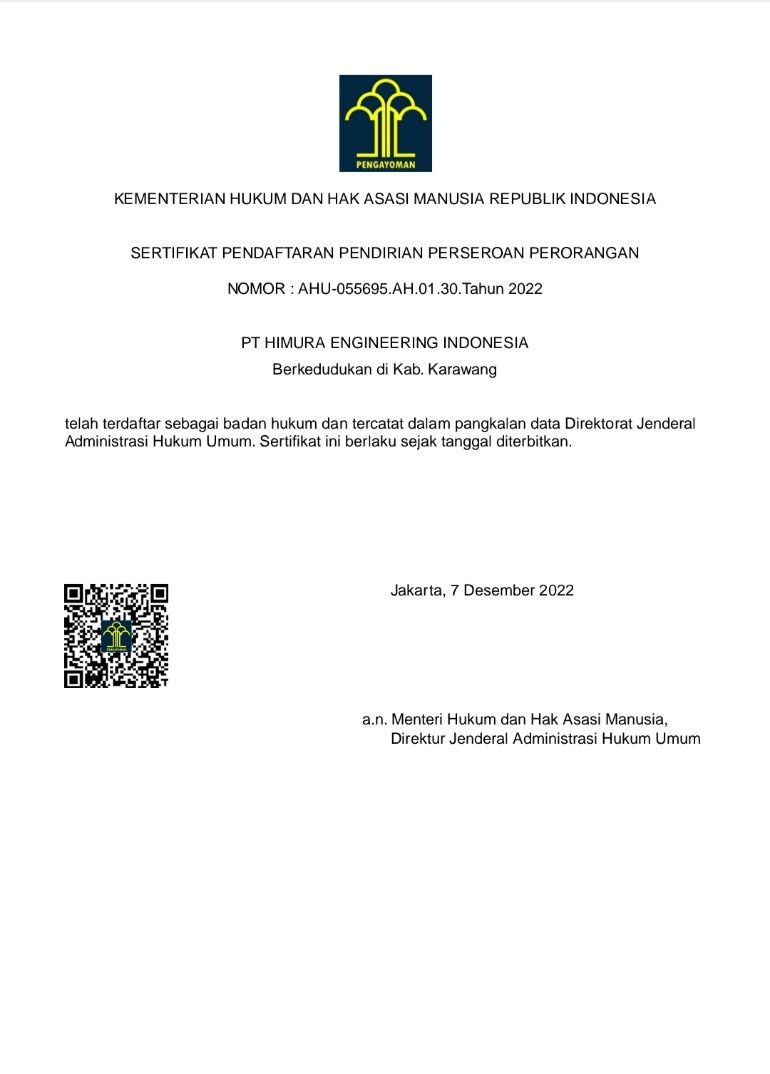 PENGAYOMAN
KEMENTERIAN HUKUM DAN HAK ASASI MANUSIA REPUBLIK INDONESIA
SERTIFIKAT PENDAFTARAN PENDIRIAN PERSEROAN PERORANGAN
NOMOR : AHU-055695.AH.01.30.Tahun 2022
PT HIMURA ENGINEERING INDONESIA
Berkedudukan di Kab. Karawang
telah terdaftar sebagai badan hukum dan tercatat dalam pangkalan data Direktorat Jenderal
Administrasi Hukum Umum. Sertifikat ini berlaku sejak tanggal diterbitkan.
Jakarta, 7 Desember 2022
PENGAYOMAN
a.n. Menteri Hukum dan Hak Asasi Manusia,
Direktur Jenderal Administrasi Hukum Umum